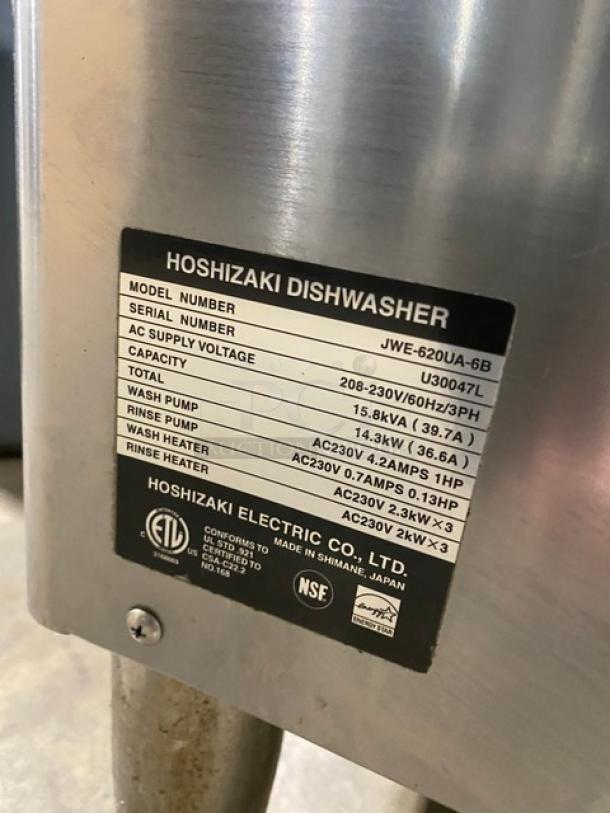 HOSHIZAKI DISHWASHER
MODEL NUMBER JWE-620UA-6B
SERIAL NUMBER U30047L
AC SUPPLY VOLTAGE 208-230V/60Hz/3PH
CAPACITY 15.8kVA (39.7A)
TOTAL 14.3kW (36.6A)
WASH PUMP AC230V 4.2AMPS 1HP
RINSE PUMP AC230V 0.7AMPS 0.13HP
WASH HEATER AC230V 2.3kW×3
RINSE HEATER AC230V 2kW×3
HOSHIZAKI ELECTRIC CO., LTD.
MADE IN SHIMANE, JAPAN
ETL
C US
CONFORMS TO
UL STD .921
CERTIFIED TO
CSA-C22.2
NO.168
NSF
ENERGY STAR